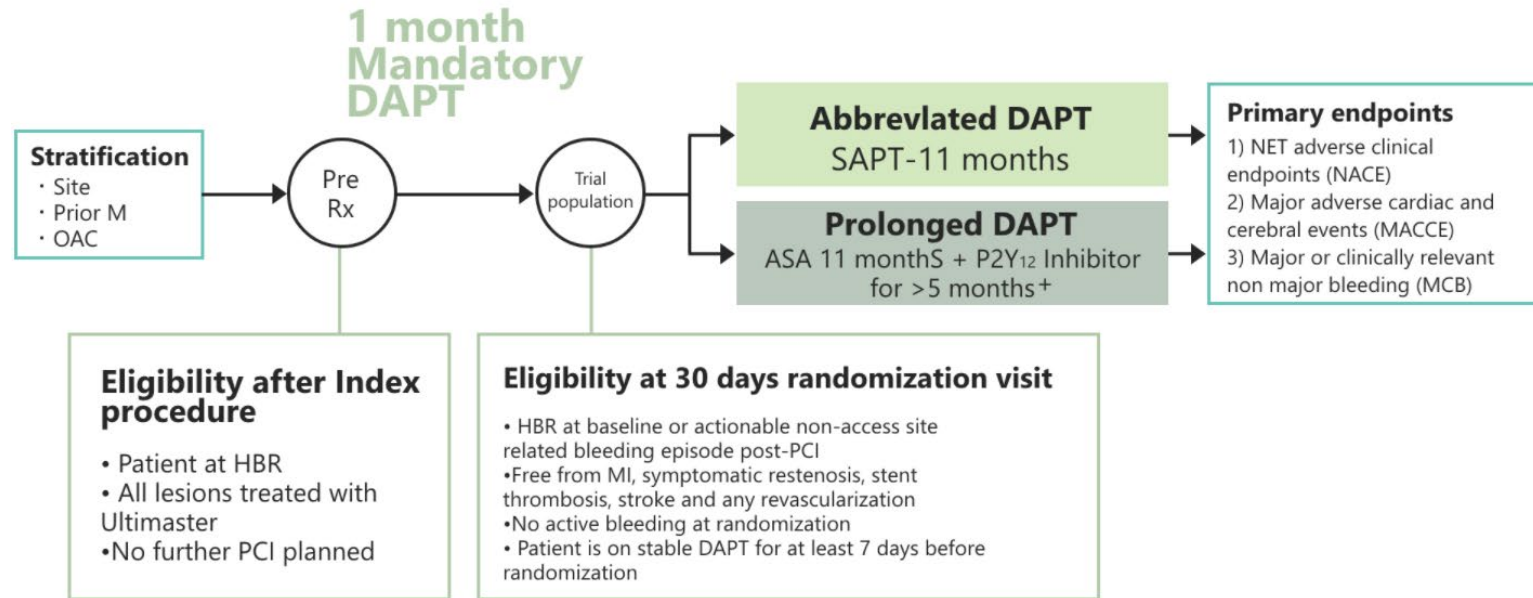 1 month
Mandatory
DAPT
Stratification
· Site
· Prior M
· OAC
Pre
Rx
Trial
population
Abbrevlated DAPT
SAPT-11 months
Prolonged DAPT
ASA 11 monthS + P2Y₁₂ Inhibitor
for >5 months⁺
Primary endpoints
1) NET adverse clinical
endpoints (NACE)
2) Major adverse cardiac and
cerebral events (MACCE)
3) Major or clinically relevant
non major bleeding (MCB)
Eligibility after Index
procedure
• Patient at HBR
• All lesions treated with
Ultimaster
•No further PCI planned
Eligibility at 30 days randomization visit
• HBR at baseline or actionable non-access site
related bleeding episode post-PCI
•Free from MI, symptomatic restenosis, stent
thrombosis, stroke and any revascularization
•No active bleeding at randomization
• Patient is on stable DAPT for at least 7 days before
randomization